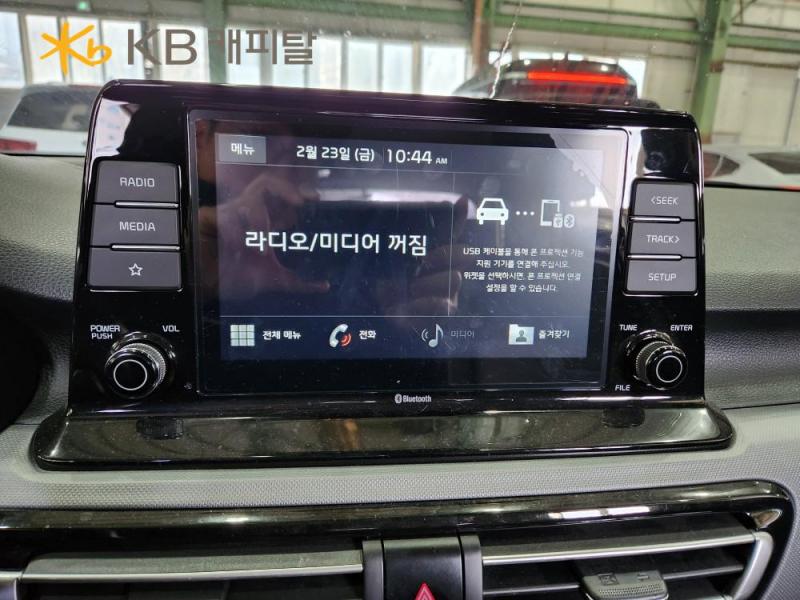 KB 캐피탈
메뉴
2월 23일 (금) 10:44 AM
RADIO
MEDIA
<SEEK
TRACK>
SETUP
라디오/미디어 꺼짐
USB 케이블을 통해 폰 프로젝션 기능
지원 기기를 연결해 주십시오.
위젯을 선택하시면, 폰 프로젝션 연결
설정을 할 수 있습니다.
POWER
PUSH
VOL
TUNE
ENTER
FILE
전체 메뉴
전화
미디어
즐겨찾기
Bluetooth